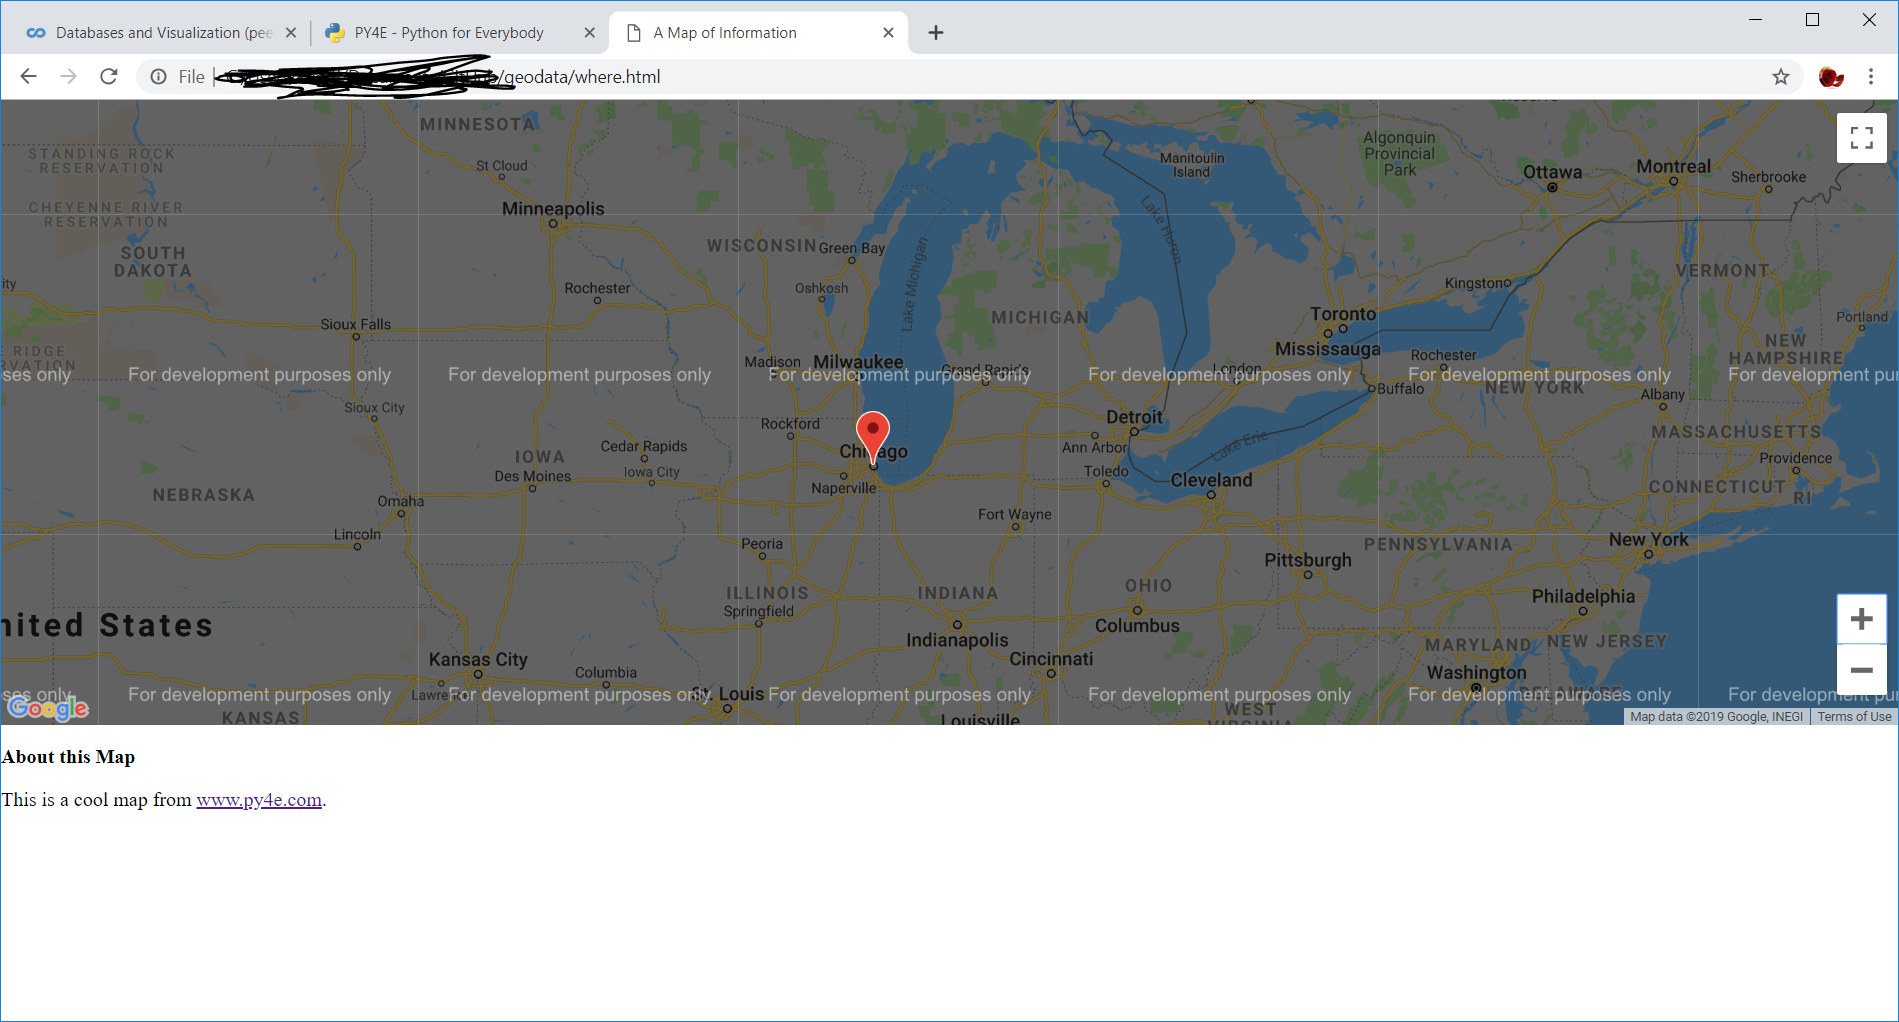 Databases and Visualization (pee
PY4E - Python for Everybody
A Map of Information
File
/geodata/where.html
MINNESOTA
STANDING ROCK
RESERVATION
St Cloud
Manitoulin
Island
Algonquin
Provincial
Park
Ottawa
Montreal
Sherbrooke
CHEYENNE RIVER
RESERVATION
Minneapolis
SOUTH
DAKOTA
WISCONSIN
Green Bay
Lake Michigan
Lake Huron
VERMONT
ity
Rochester
Oshkosh
Kingston
MICHIGAN
Toronto
Portland
Sioux Falls
Mississauga
NEW
HAMPSHIRE
E RIDGE
RVATION
Madison
Milwaukee
Grand Rapids
London
Rochester
ses only
For development purposes only
For development purposes only
For development purposes only
For development purposes only
For development purposes only
For development pu
Buffalo
NEW YORK
Albany
Sioux City
Rockford
Detroit
Cedar Rapids
Chicago
Ann Arbor
Lake Erie
MASSACHUSETTS
IOWA
Iowa City
Toledo
Providence
Des Moines
Naperville
Cleveland
CONNECTICUT
RI
NEBRASKA
Omaha
Fort Wayne
Lincoln
Peoria
PENNSYLVANIA
New York
Pittsburgh
ILLINOIS
INDIANA
OHIO
Springfield
Philadelphia
nited States
Columbus
Indianapolis
MARYLAND
NEW JERSEY
Kansas City
Cincinnati
Columbia
Washington
ses only
For development purposes only
Lawrence
For development purposes only
St. Louis
For development purposes only
For development purposes only
For development purposes only
DELAWARE
For development pur
Google
KANSAS
Louisville
WEST
VIRGINIA
Map data ©2019 Google, INEGI
Terms of Use
About this Map
This is a cool map from www.py4e.com.